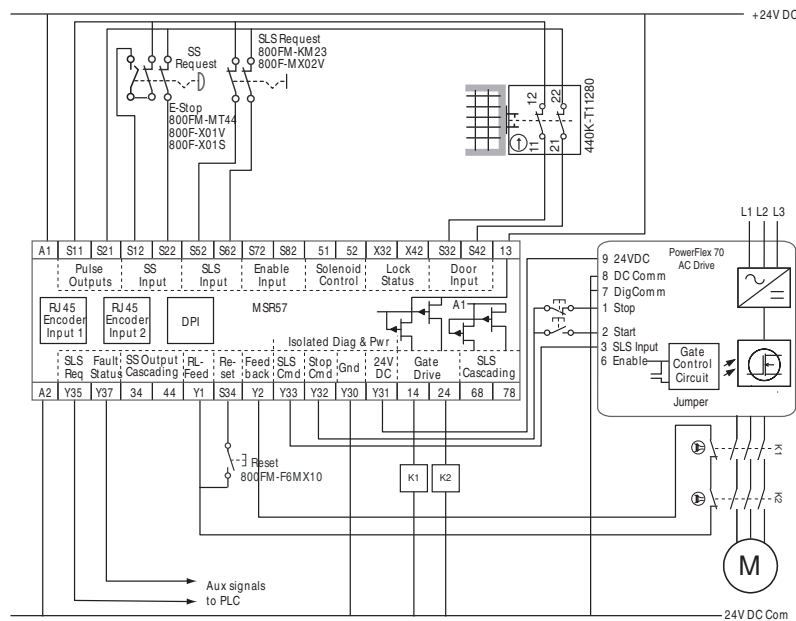 +24V DC
SS
Request
SLS Request
800FM-KM23
800F-MX02V
E-Stop
800FM-MT44
800F-X01V
800F-X01S
12 22
11 21
440K-T11280
L1 L2 L3
A1 S11 S21 S12 S22 S52 S62 S72 S82 51 52 X32 X42 S32 S42 13
Pulse
Outputs
SS
Input
SLS
Input
Enable
Input
Solenoid
Control
Lock
Status
Door
Input
RJ45
Encoder
Input 1
RJ45
Encoder
Input 2
DPI
MSR57
A1
Isolated Diag & Pwr
SLS
Req
Fault
Status
SS Output
Cascading
RL-
Feed
Re-
set
Feed
back
SLS
Cmd
Stop
Cmd
Gnd
24V
DC
Gate
Drive
SLS
Cascading
A2 Y35 Y37 34 44 Y1 S34 Y2 Y33 Y32 Y30 Y31 14 24 68 78
PowerFlex 70
AC Drive
9 24VDC
8 DC Comm
7 DigComm
1 Stop
2 Start
3 SLS Input
6 Enable
Gate
Control
Circuit
Jumper
Reset
800FM-F6MX10
K1
K2
K1
K2
M
Aux signals
to PLC
24V DC Com